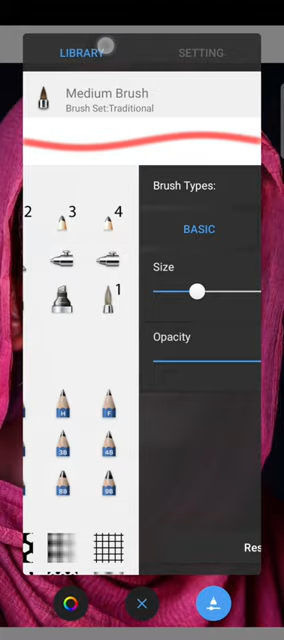 LIBRARY
SETTING
Medium Brush
Brush Set:Traditional
Brush Types:
2
3
4
BASIC
Size
1
Opacity
H
F
3B
4B
8B
9B
Res